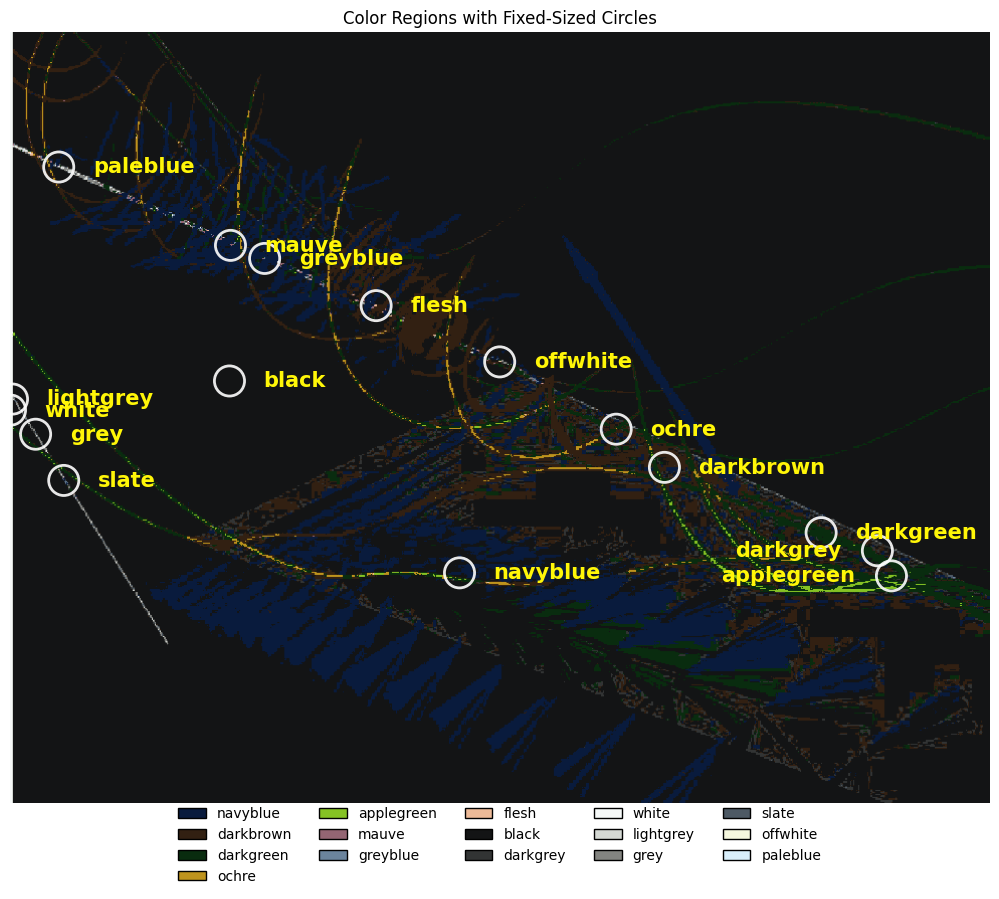 Color Regions with Fixed-Sized Circles
paleblue
mauve
greyblue
flesh
offwhite
black
lightgrey
white
grey
ochre
darkbrown
slate
darkgreen
darkgrey
navyblue
applegreen
navyblue applegreen flesh white slate
darkbrown mauve black lightgrey offwhite
darkgreen greyblue darkgrey grey paleblue
ochre